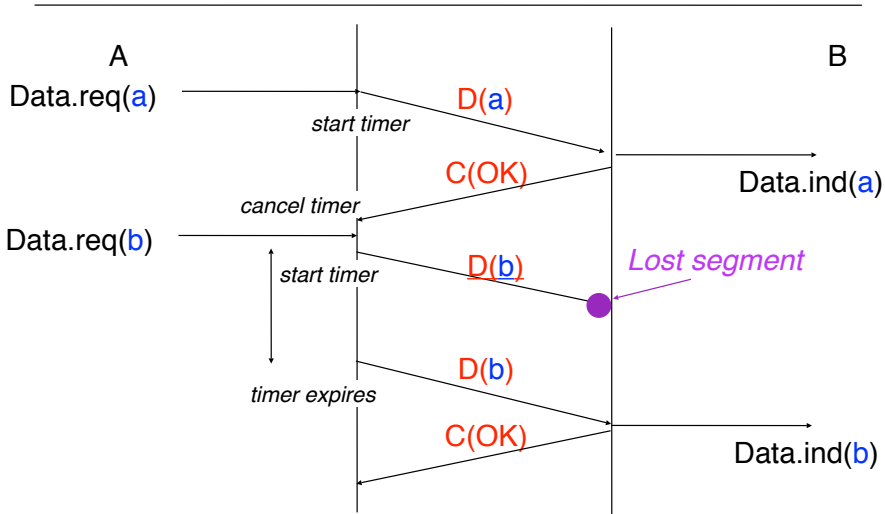 A
B
Data.req(a)
D(a)
start timer
C(OK)
Data.ind(a)
cancel timer
Data.req(b)
start timer
D(b)
Lost segment
D(b)
timer expires
C(OK)
Data.ind(b)